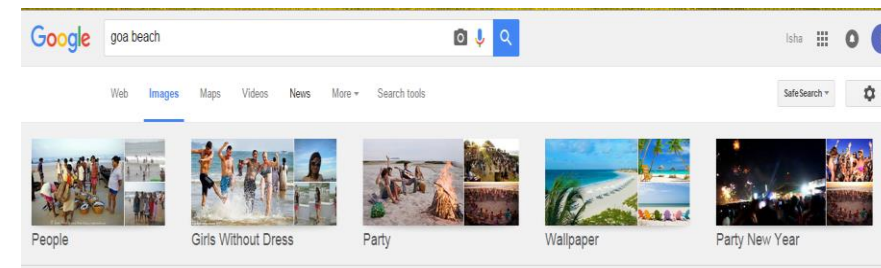 Google goa beach Isha
Web Images Maps Videos News More Search tools SafeSearch
People Girls Without Dress Party Wallpaper Party New Year